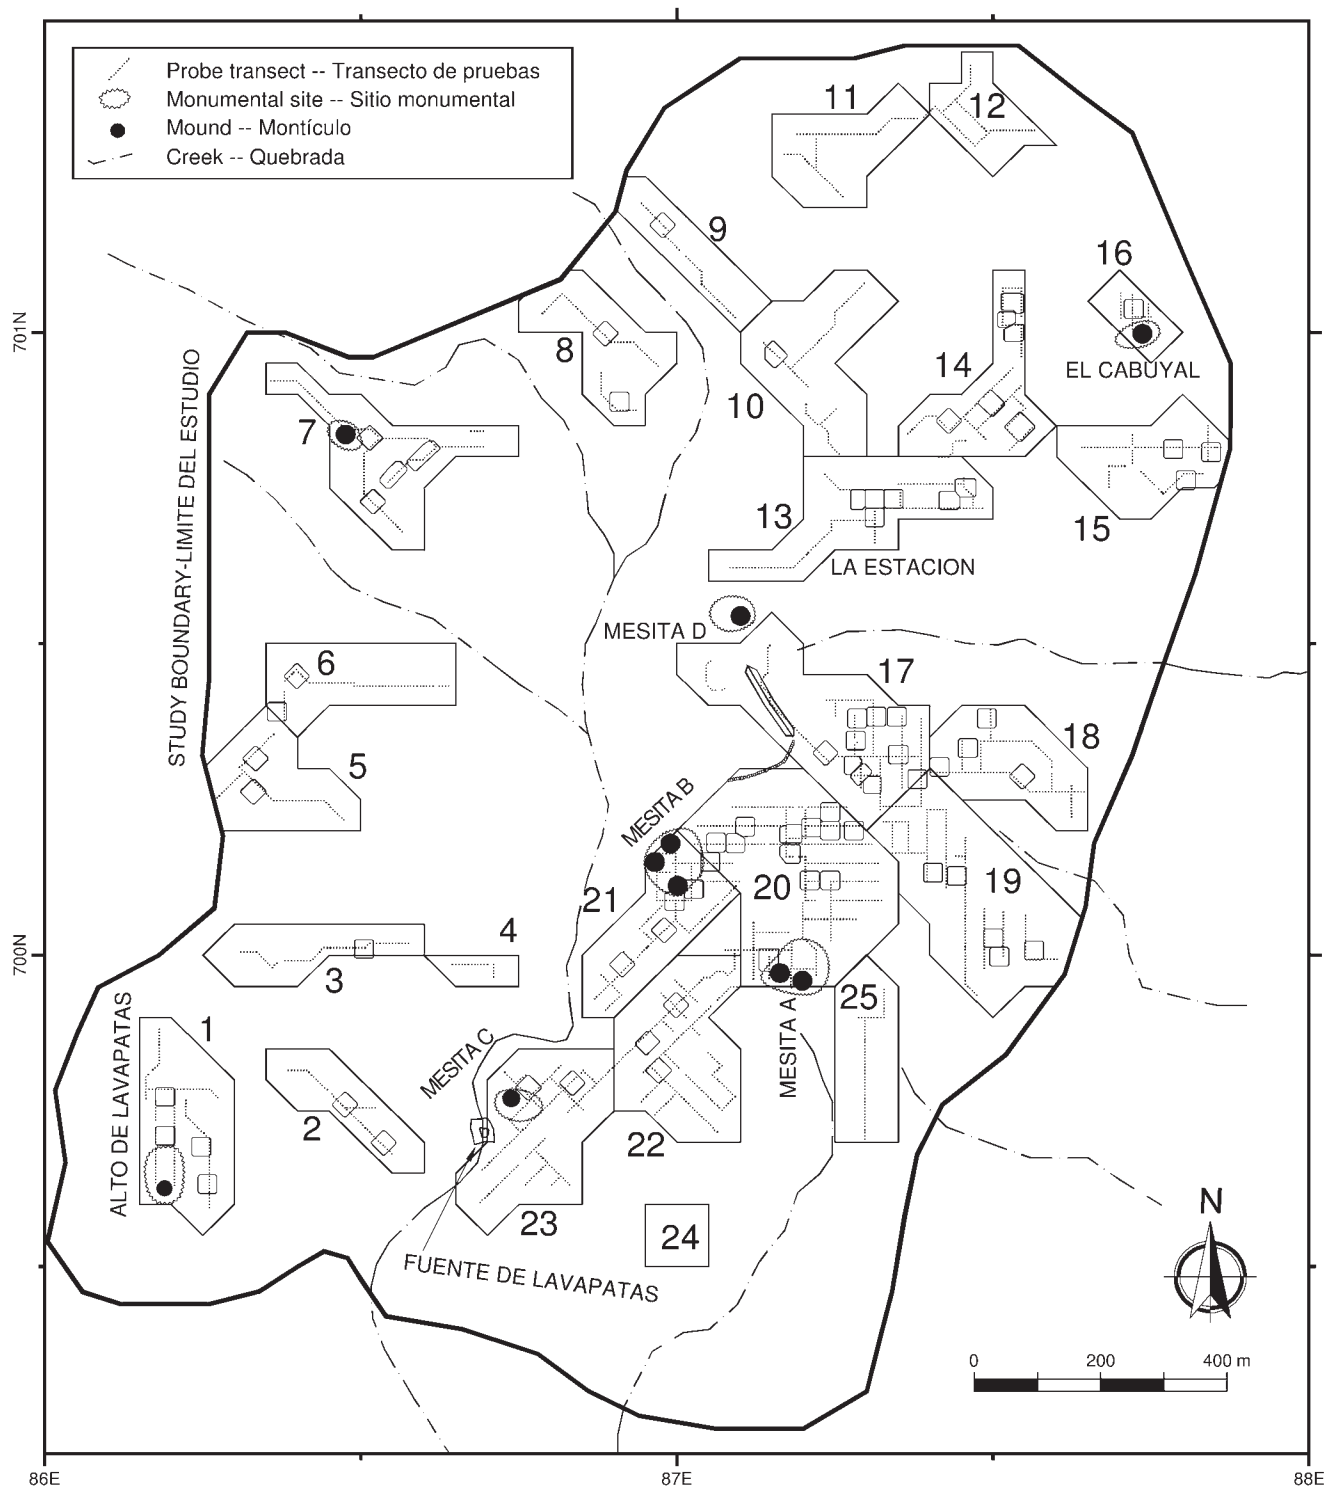 Probe transect -- Transecto de pruebas
Monumental site -- Sitio monumental
Mound -- Montículo
Creek -- Quebrada
11
12
9
16
701N
8
14
EL CABUYAL
10
7
STUDY BOUNDARY-LIMITE DEL ESTUDIO
13
15
LA ESTACION
MESITA D
6
17
18
5
MESITA B
20
19
21
4
700N
3
25
1
MESITA C
MESITA A
ALTO DE LAVAPATAS
2
22
23
24
N
FUENTE DE LAVAPATAS
0 200 400 m
86E 87E 88E